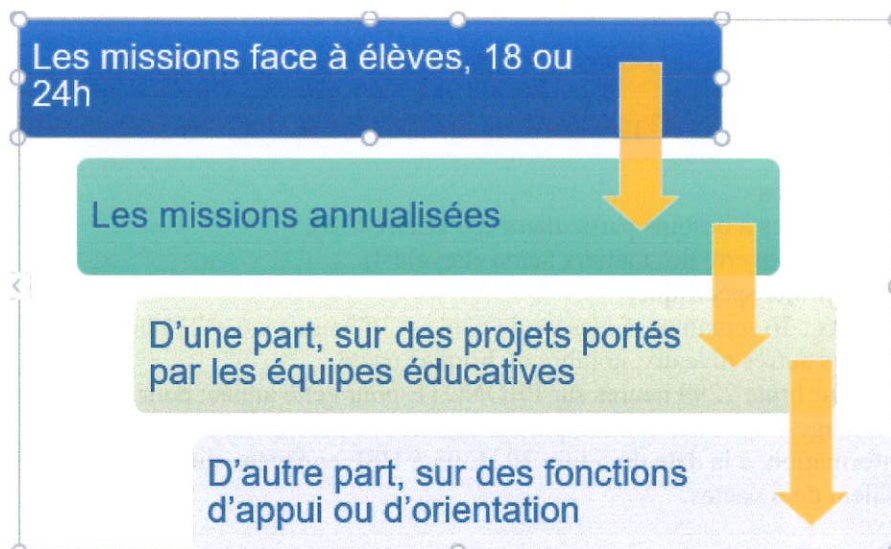 Les missions face à élèves, 18 ou
24h
Les missions annualisées
D'une part, sur des projets portés
par les équipes éducatives
D'autre part, sur des fonctions
d'appui ou d'orientation